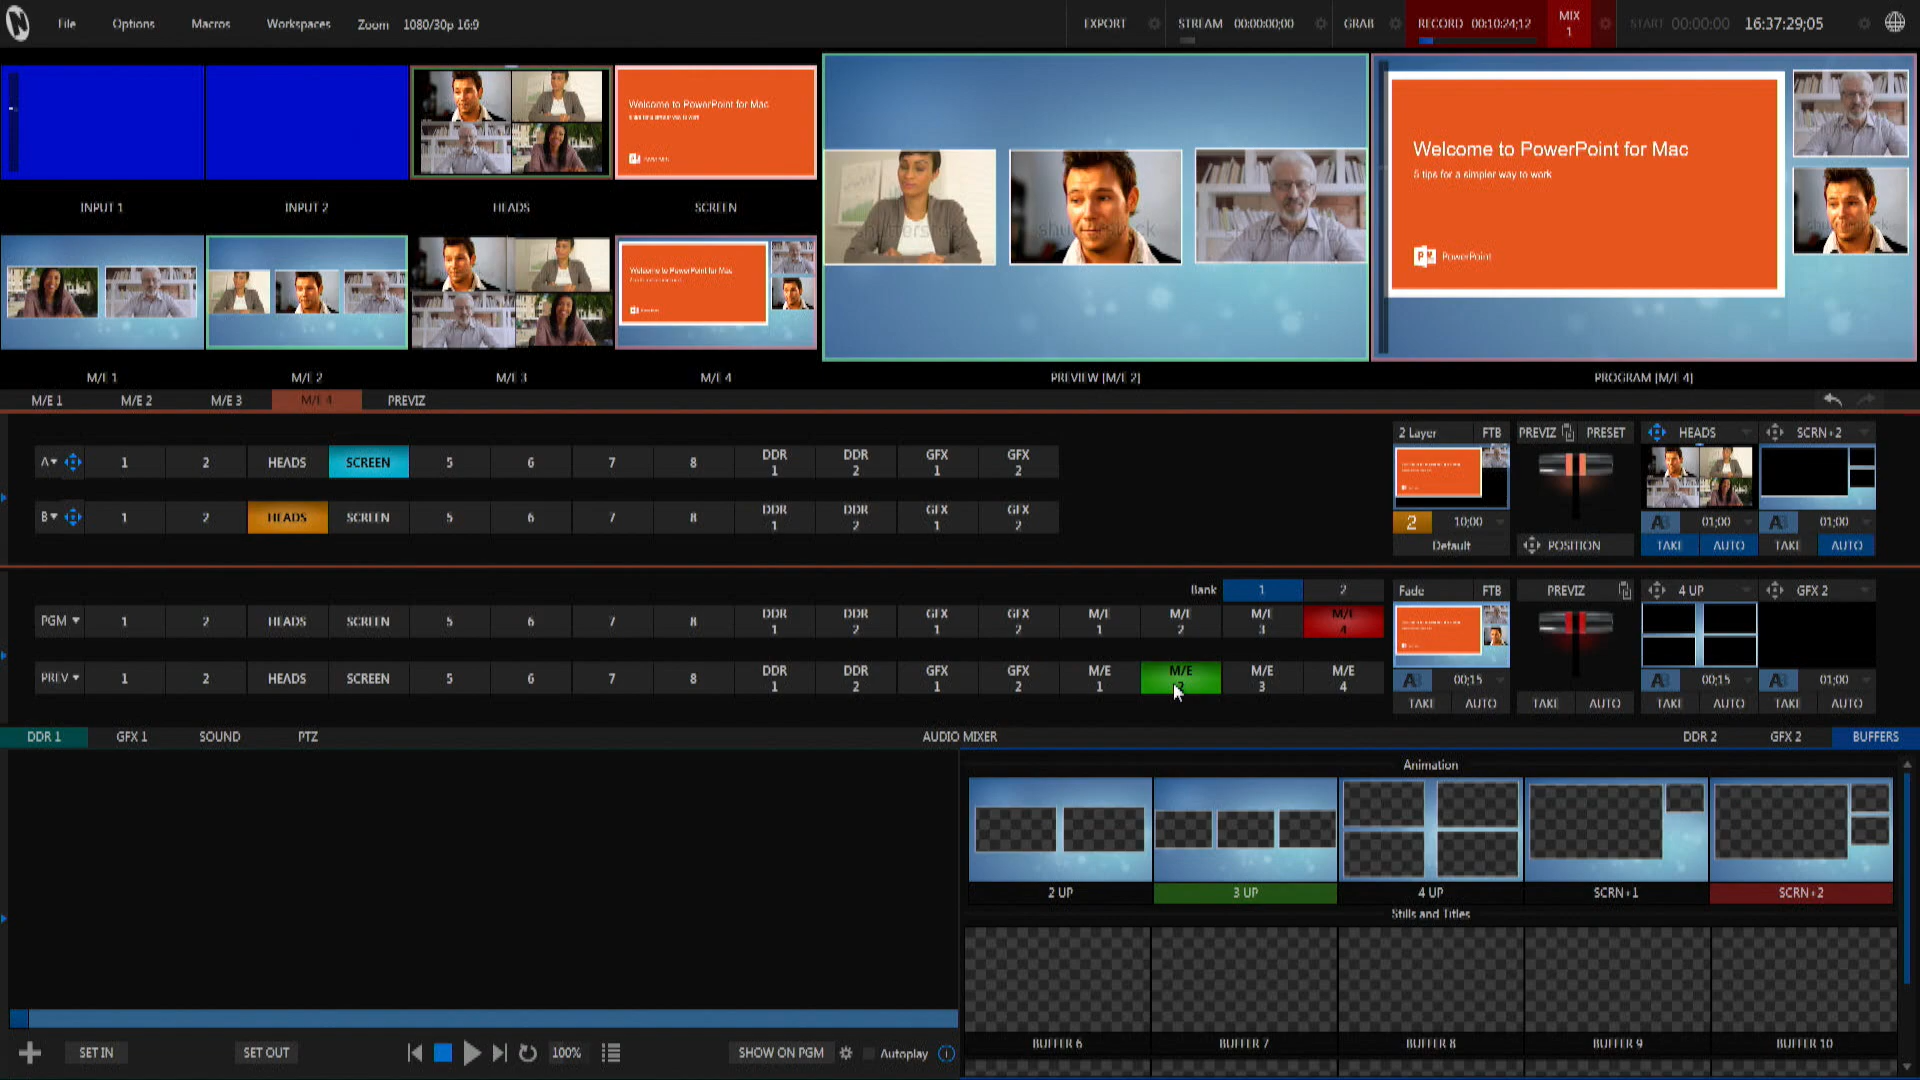 File Options Macros Workspaces Zoom 1080/30p 16:9
EXPORT STREAM 00:00:00;00 GRAB RECORD 00:10:24;12 MIX 1 START 00:00:00 16:37:29;05
Welcome to PowerPoint for Mac
Welcome to PowerPoint for Mac
5 tips for a simpler way to work
PowerPoint
shutterstock
INPUT 1 INPUT 2 HEADS SCREEN
Welcome to PowerPoint for Mac
M/E 1 M/E 2 M/E 3 M/E 4 PREVIEW [M/E 2] PROGRAM [M/E 4]
M/E 1 M/E 2 M/E 3 M/E 4 PREVIZ
2 Layer FTB PREVIZ PRESET HEADS SCRN+2
A 1 2 HEADS SCREEN 5 6 7 8 DDR 1 DDR 2 GFX 1 GFX 2
B 1 2 HEADS SCREEN 5 6 7 8 DDR 1 DDR 2 GFX 1 GFX 2
2 10;00 AB 01;00 AB 01;00
Default POSITION TAKE AUTO TAKE AUTO
Bank 1 2 Fade FTB PREVIZ 4 UP GFX 2
PGM 1 2 HEADS SCREEN 5 6 7 8 DDR 1 DDR 2 GFX 1 GFX 2 M/E 1 M/E 2 M/E 3 M/E 4
PREV 1 2 HEADS SCREEN 5 6 7 8 DDR 1 DDR 2 GFX 1 GFX 2 M/E 1 M/E 2 M/E 3 M/E 4
AB 00;15 AB 00;15 AB 01;00
TAKE AUTO TAKE AUTO TAKE AUTO TAKE AUTO
DDR 1 GFX 1 SOUND PTZ AUDIO MIXER DDR 2 GFX 2 BUFFERS
Animation
2 UP 3 UP 4 UP SCRN+1 SCRN+2
Stills and Titles
BUFFER 6 BUFFER 7 BUFFER 8 BUFFER 9 BUFFER 10
SET IN SET OUT 100% SHOW ON PGM Autoplay